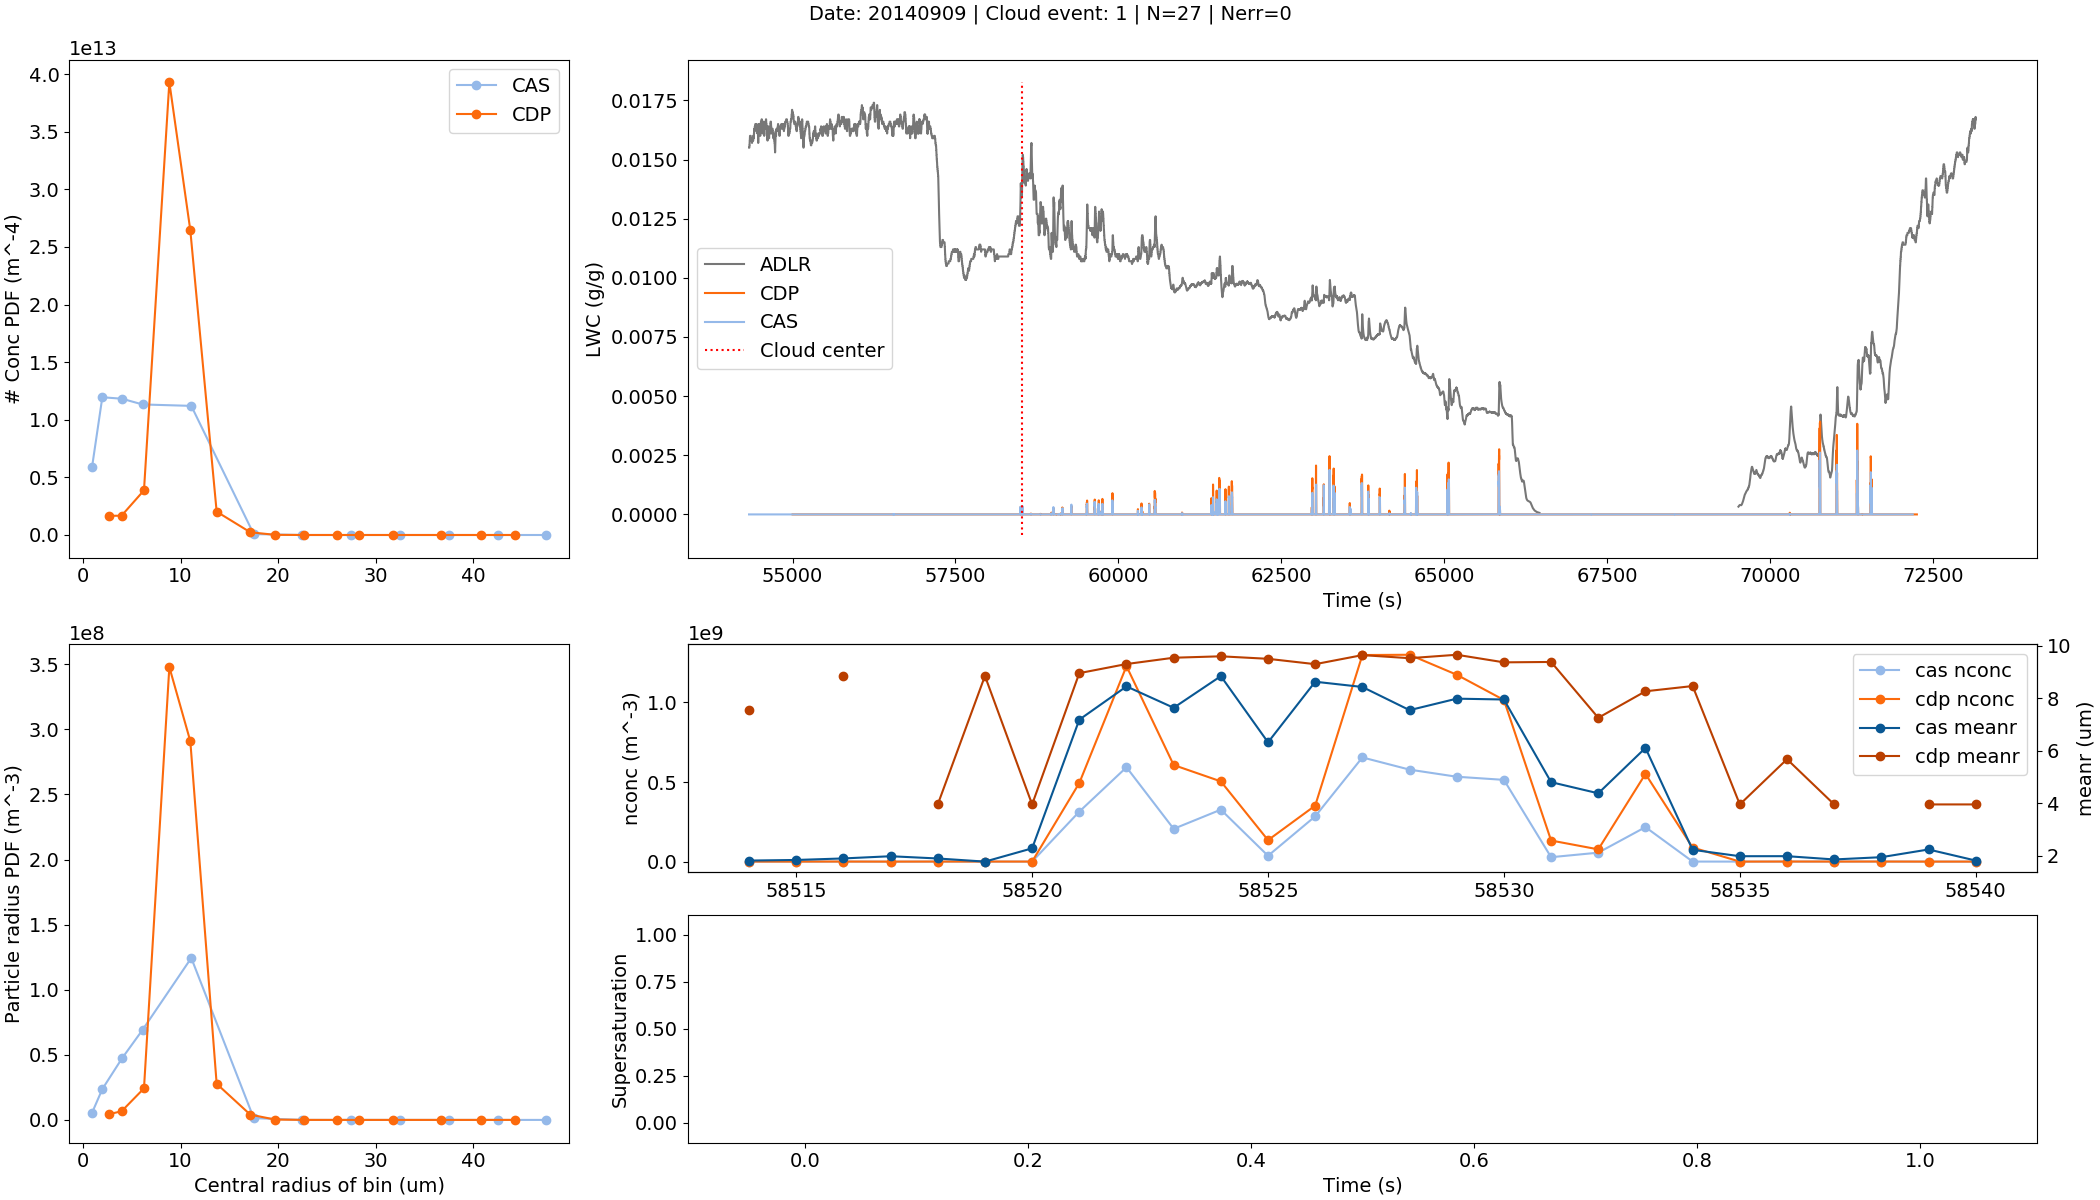 Date: 20140909 | Cloud event: 1 | N=27 | Nerr=0
1e13
# Conc PDF (m^-4)
4.0
3.5
3.0
2.5
2.0
1.5
1.0
0.5
0.0
0 10 20 30 40
CAS
CDP
LWC (g/g)
0.0175
0.0150
0.0125
0.0100
0.0075
0.0050
0.0025
0.0000
ADLR
CDP
CAS
Cloud center
55000 57500 60000 62500 65000 67500 70000 72500
Time (s)
1e8
Particle radius PDF (m^-3)
3.5
3.0
2.5
2.0
1.5
1.0
0.5
0.0
0 10 20 30 40
Central radius of bin (um)
1e9
nconc (m^-3)
1.0
0.5
0.0
cas nconc
cdp nconc
cas meanr
cdp meanr
10
8
6
4
2
meanr (um)
58515 58520 58525 58530 58535 58540
Supersaturation
1.00
0.75
0.50
0.25
0.00
0.0 0.2 0.4 0.6 0.8 1.0
Time (s)